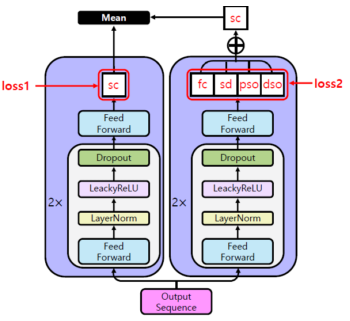 Mean
sc
loss1
sc
fc sd pso dso
loss2
Feed
Forward
Feed
Forward
Dropout
Dropout
LeakyReLU
LeakyReLU
2×
2×
LayerNorm
LayerNorm
Feed
Forward
Feed
Forward
Output
Sequence